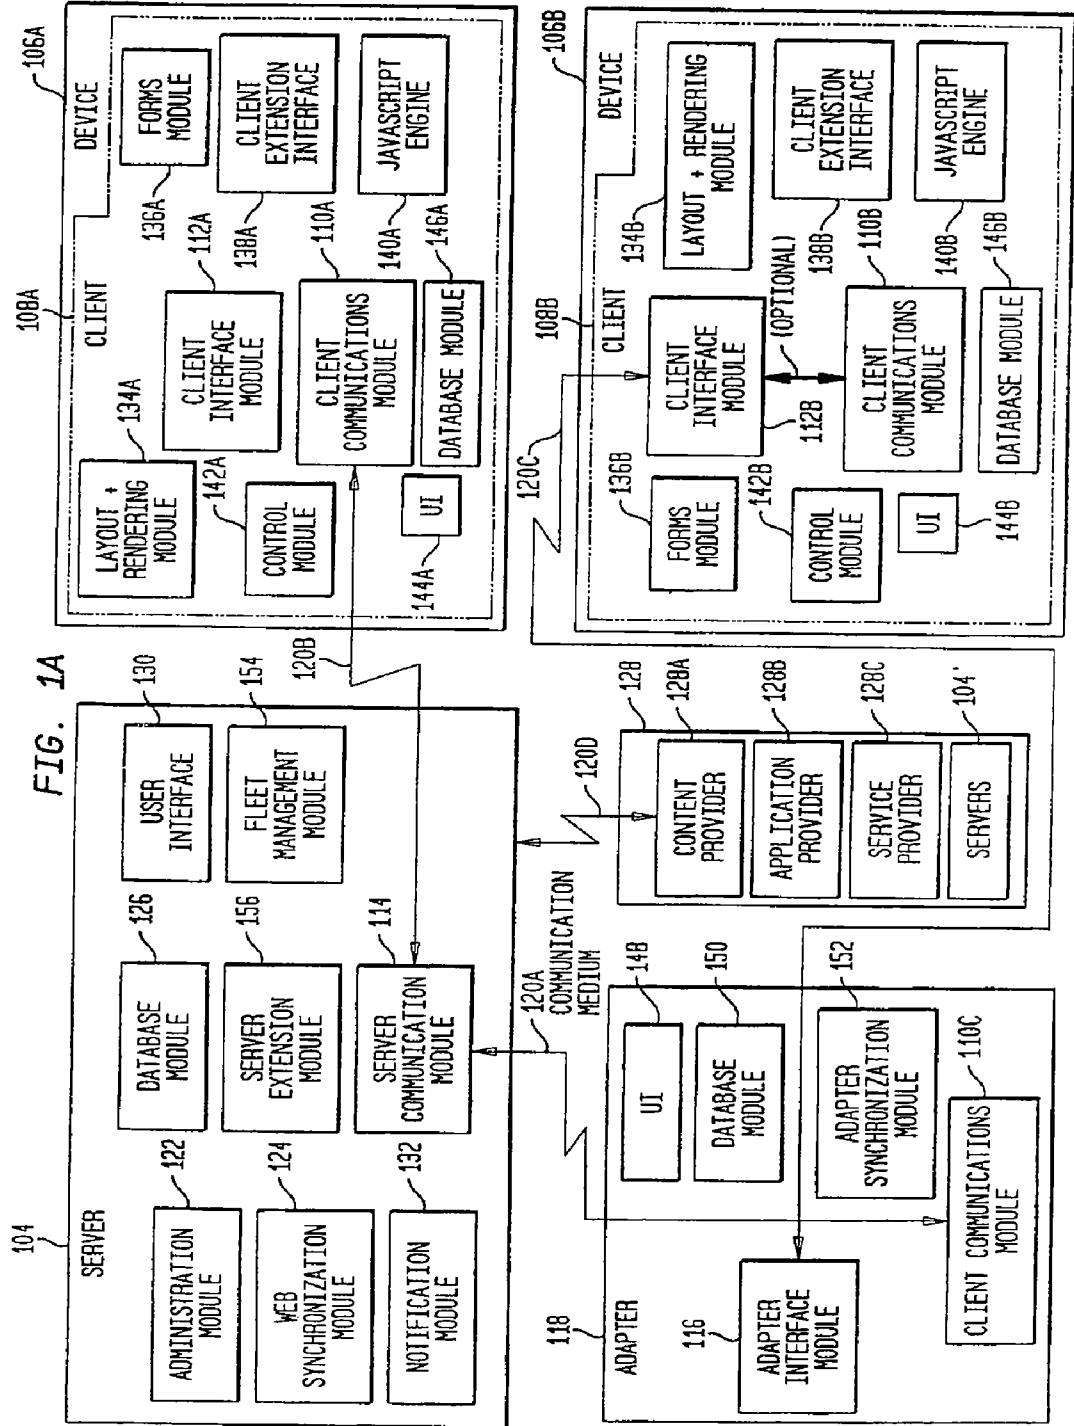 FIG. 1A
104
SERVER
122
ADMINISTRATION
MODULE
126
DATABASE
MODULE
130
USER
INTERFACE
124
WEB
SYNCHRONIZATION
MODULE
156
SERVER
EXTENSION
MODULE
154
FLEET
MANAGEMENT
MODULE
132
NOTIFICATION
MODULE
114
SERVER
COMMUNICATION
MODULE
120B
108A
106A
CLIENT
DEVICE
134A
LAYOUT +
RENDERING
MODULE
112A
CLIENT
INTERFACE
MODULE
136A
FORMS
MODULE
142A
CONTROL
MODULE
138A
CLIENT
EXTENSION
INTERFACE
110A
CLIENT
COMMUNICATIONS
MODULE
140A
JAVASCRIPT
ENGINE
144A
UI
146A
DATABASE MODULE
120A
COMMUNICATION
MEDIUM
120D
118
ADAPTER
116
ADAPTER
INTERFACE
MODULE
148
UI
150
DATABASE
MODULE
152
ADAPTER
SYNCHRONIZATION
MODULE
110C
CLIENT COMMUNICATIONS
MODULE
128
128A
CONTENT
PROVIDER
128B
APPLICATION
PROVIDER
128C
SERVICE
PROVIDER
104'
SERVERS
120C
108B
106B
CLIENT
DEVICE
136B
FORMS
MODULE
CLIENT
INTERFACE
MODULE
112B
134B
LAYOUT + RENDERING
MODULE
(OPTIONAL)
142B
CONTROL
MODULE
138B
CLIENT
EXTENSION
INTERFACE
110B
CLIENT
COMMUNICATIONS
MODULE
140B
JAVASCRIPT
ENGINE
UI
144B
146B
DATABASE MODULE